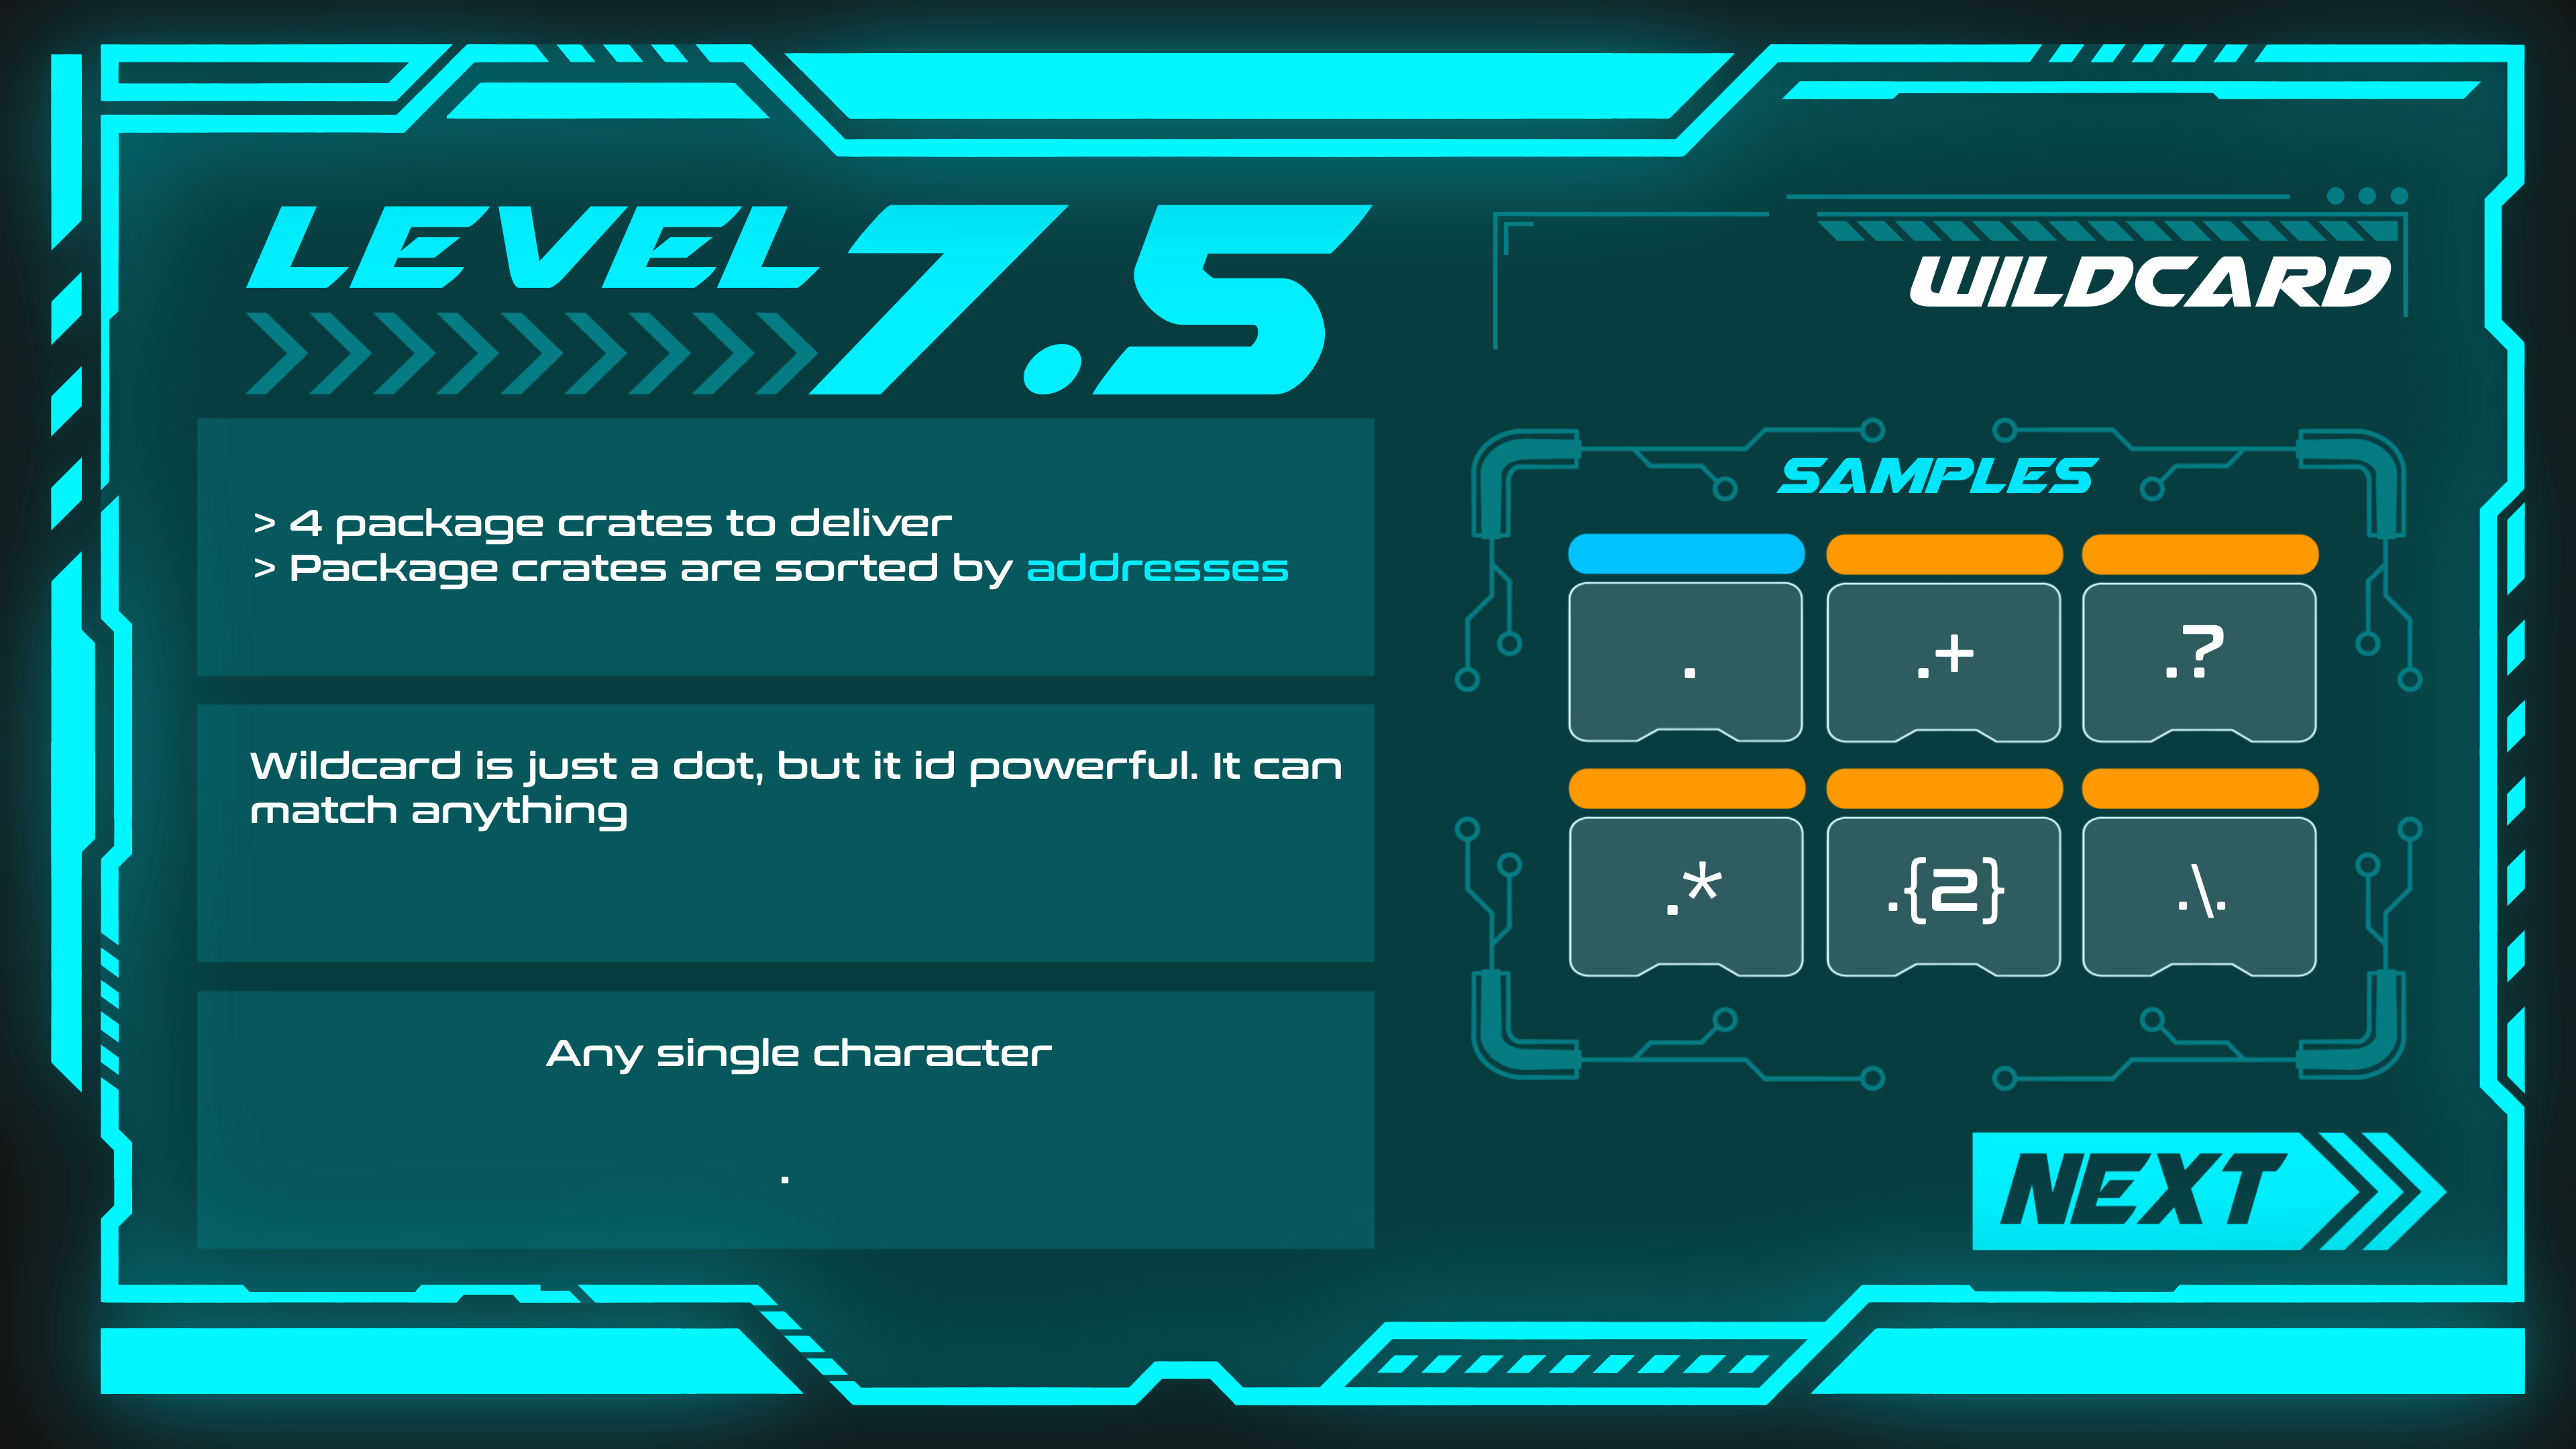 LEVEL 7.5
WILDCARD
> 4 package crates to deliver
> Package crates are sorted by addresses
Wildcard is just a dot, but it id powerful. It can
match anything
Any single character
.
SAMPLES
. .+ .?
.* .{2} .\.
NEXT